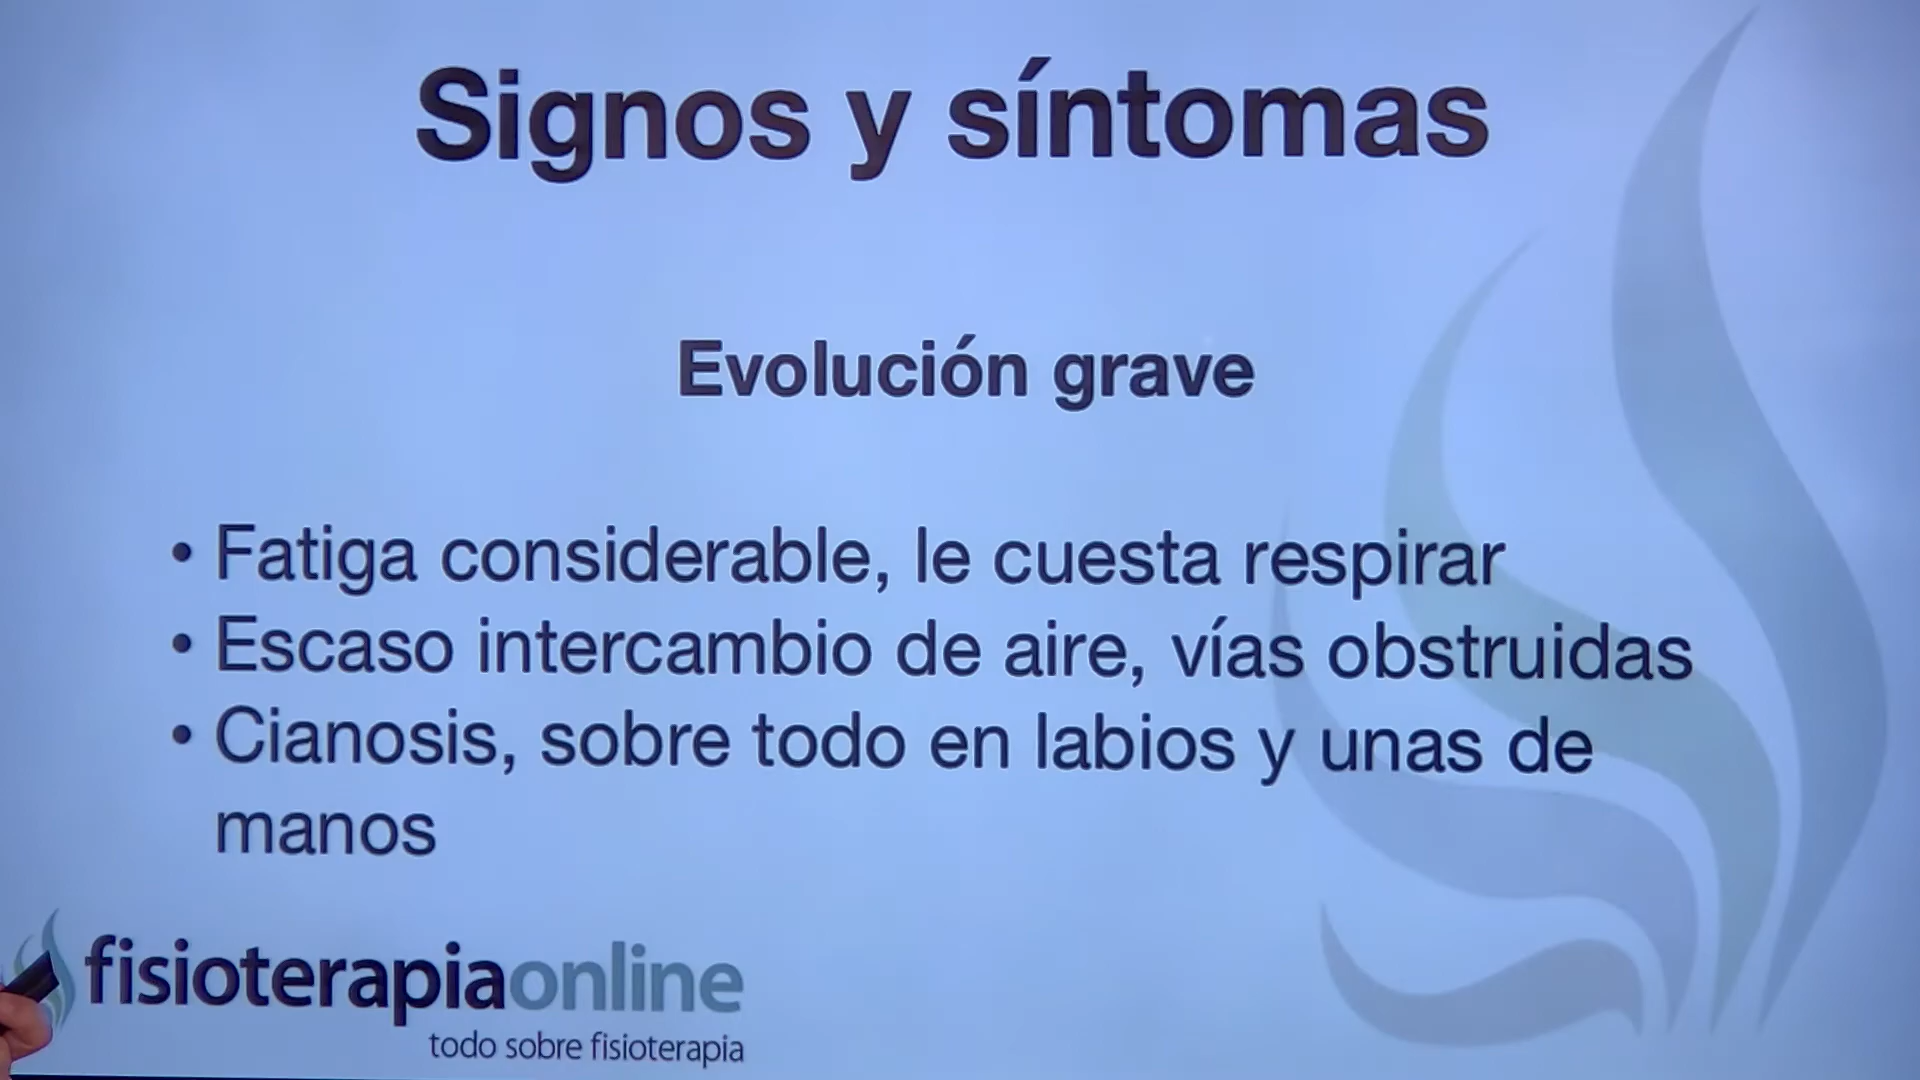 Signos y síntomas
Evolución grave
• Fatiga considerable, le cuesta respirar
• Escaso intercambio de aire, vías obstruidas
• Cianosis, sobre todo en labios y unas de
manos
fisioterapiaonline
todo sobre fisioterapia